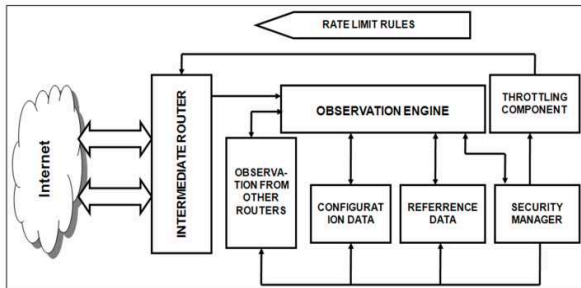 RATE LIMIT RULES
Internet
INTERMEDIATE ROUTER
OBSERVATION ENGINE
THROTTLING
COMPONENT
OBSERVA-
TION FROM
OTHER
ROUTERS
CONFIGURAT
ION DATA
REFERRENCE
DATA
SECURITY
MANAGER